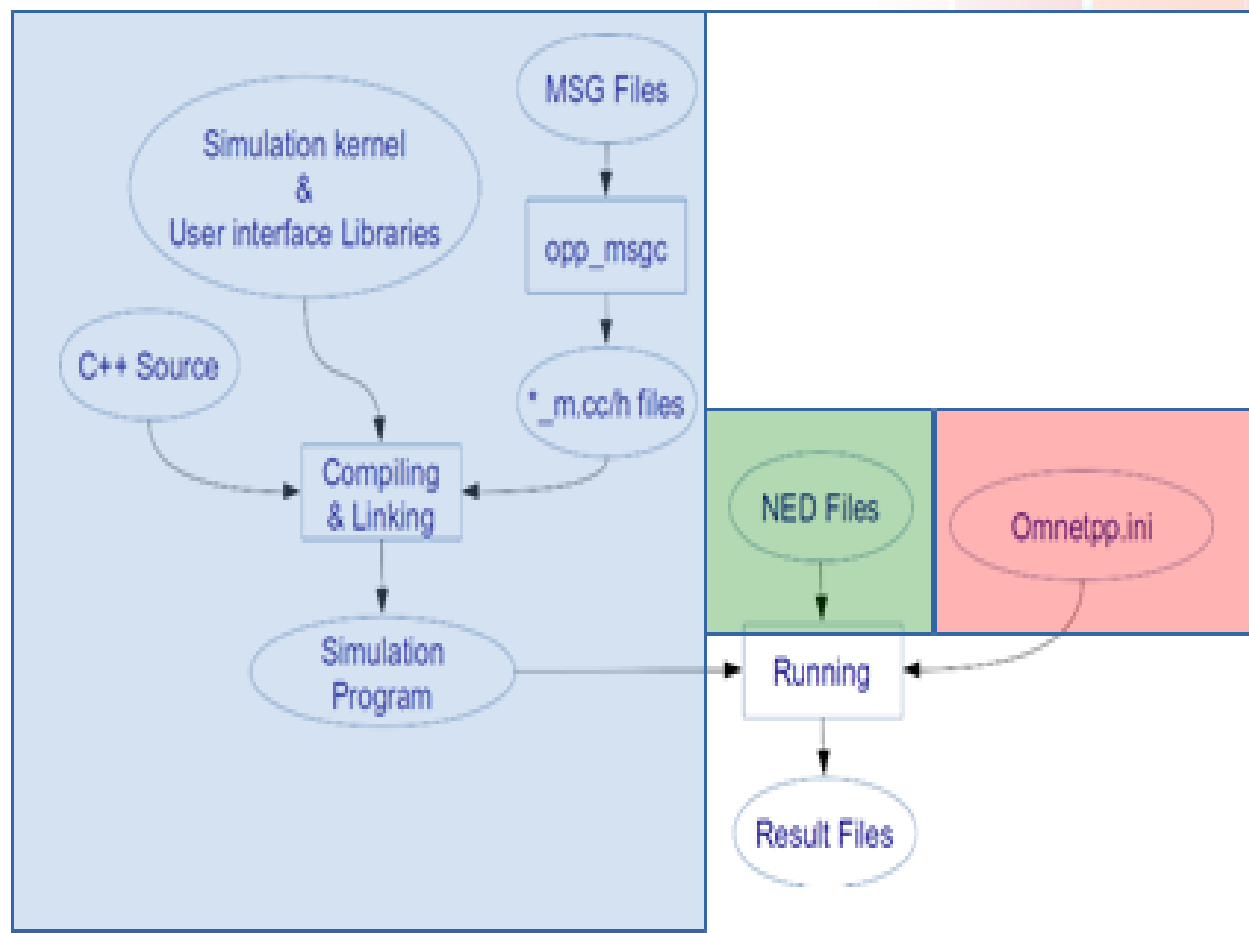 MSG Files
Simulation kernel
&
User interface Libraries
opp_msgc
C++ Source
*_m.cc/h files
Compiling
& Linking
NED Files
Omnetpp.ini
Simulation
Program
Running
Result Files